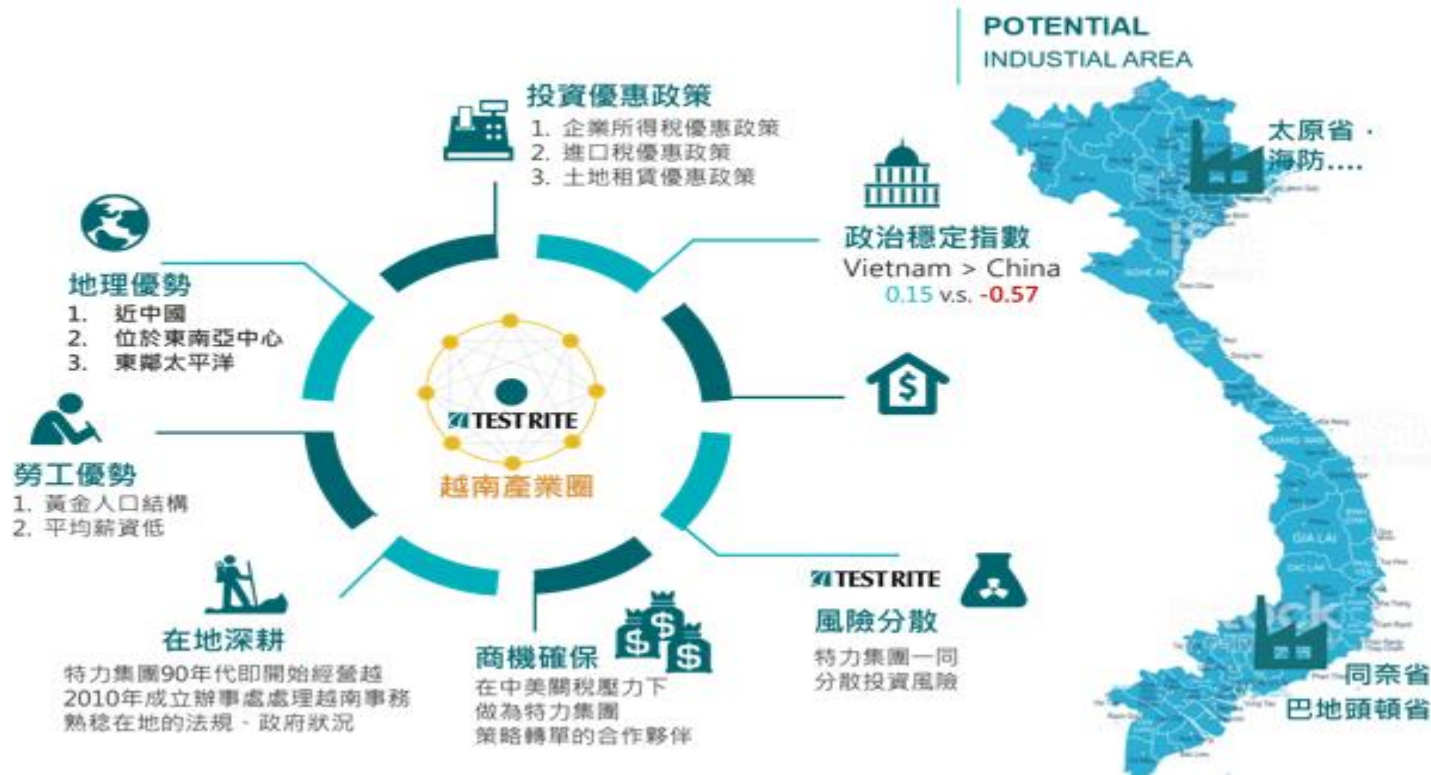 POTENTIAL
INDUSTIAL AREA
投資優惠政策
1. 企業所得稅優惠政策
2. 進口稅優惠政策
3. 土地租賃優惠政策
太原省·
海防....
地理優勢
1. 近中國
2. 位於東南亞中心
3. 東鄰太平洋
政治穩定指數
Vietnam > China
0.15 v.s. -0.57
$
TEST RITE
越南產業圈
勞工優勢
1. 黃金人口結構
2. 平均薪資低
在地深耕
特力集團90年代即開始經營越
2010年成立辦事處處理越南事務
熟稔在地的法規、政府狀況
商機確保
$ $ $
在中美關稅壓力下
做為特力集團
策略轉單的合作夥伴
TEST RITE
風險分散
特力集團一同
分散投資風險
NGHE AN
QUANG NAM
GIA LAI
DAC LAK
同奈省
巴地頭頓省